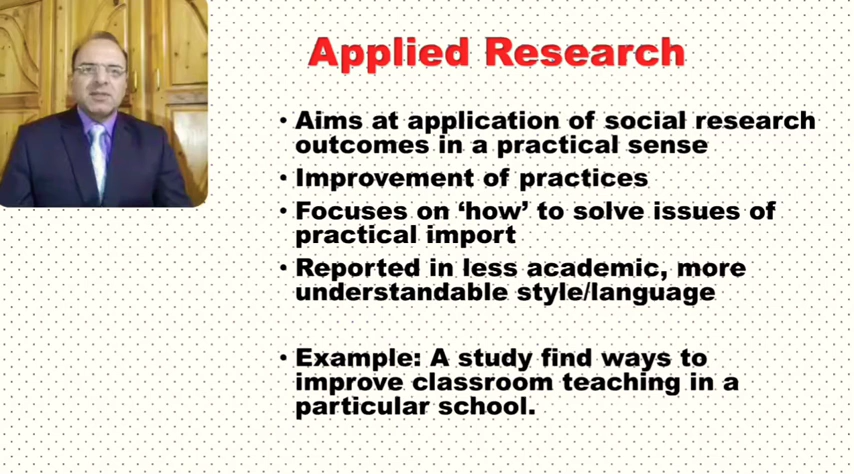 Applied Research
• Aims at application of social research
outcomes in a practical sense
• Improvement of practices
• Focuses on ‘how’ to solve issues of
practical import
• Reported in less academic, more
understandable style/language
• Example: A study find ways to
improve classroom teaching in a
particular school.